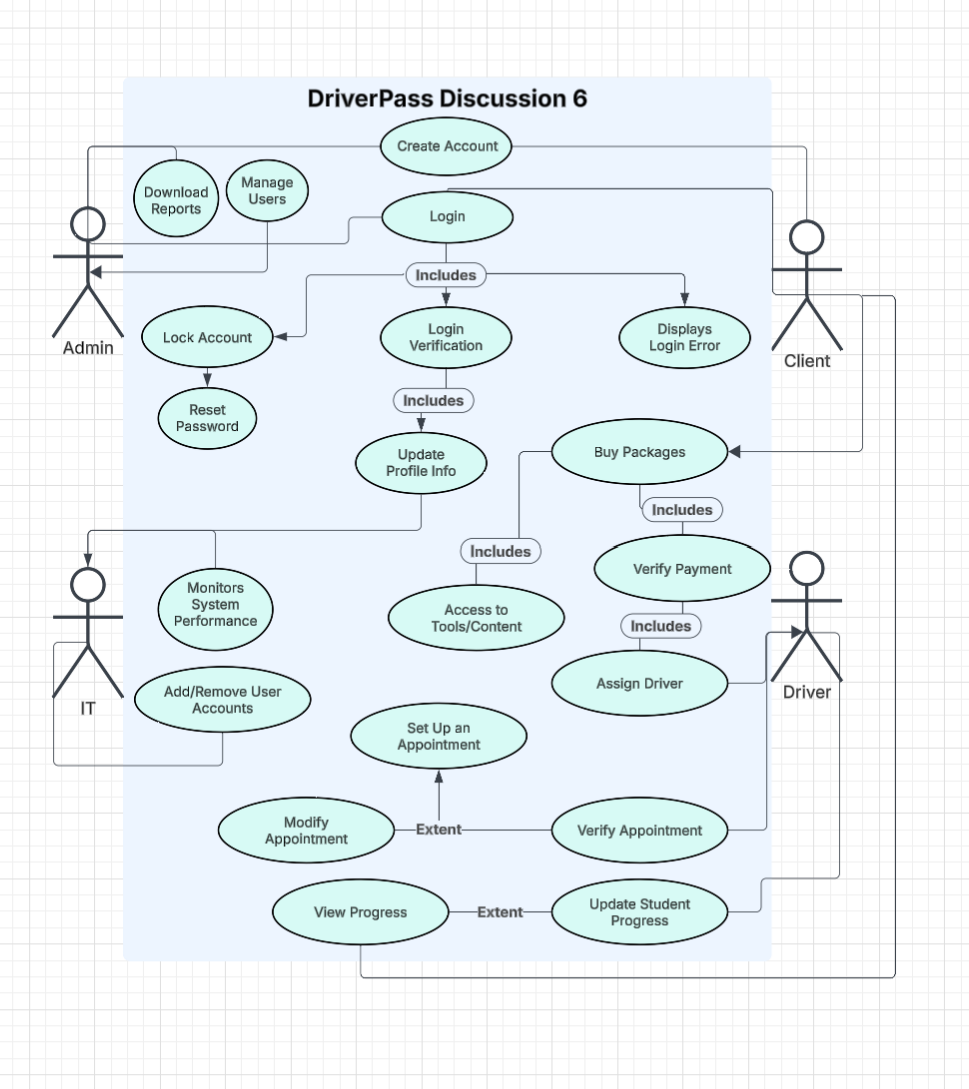 DriverPass Discussion 6
Create Account
Download
Reports
Manage
Users
Login
Includes
Admin
Lock Account
Login
Verification
Displays
Login Error
Client
Reset
Password
Includes
Update
Profile Info
Buy Packages
Includes
Includes
Verify Payment
Monitors
System
Performance
Access to
Tools/Content
Includes
IT
Add/Remove User
Accounts
Assign Driver
Driver
Set Up an
Appointment
Modify
Appointment
Extent
Verify Appointment
View Progress
Extent
Update Student
Progress